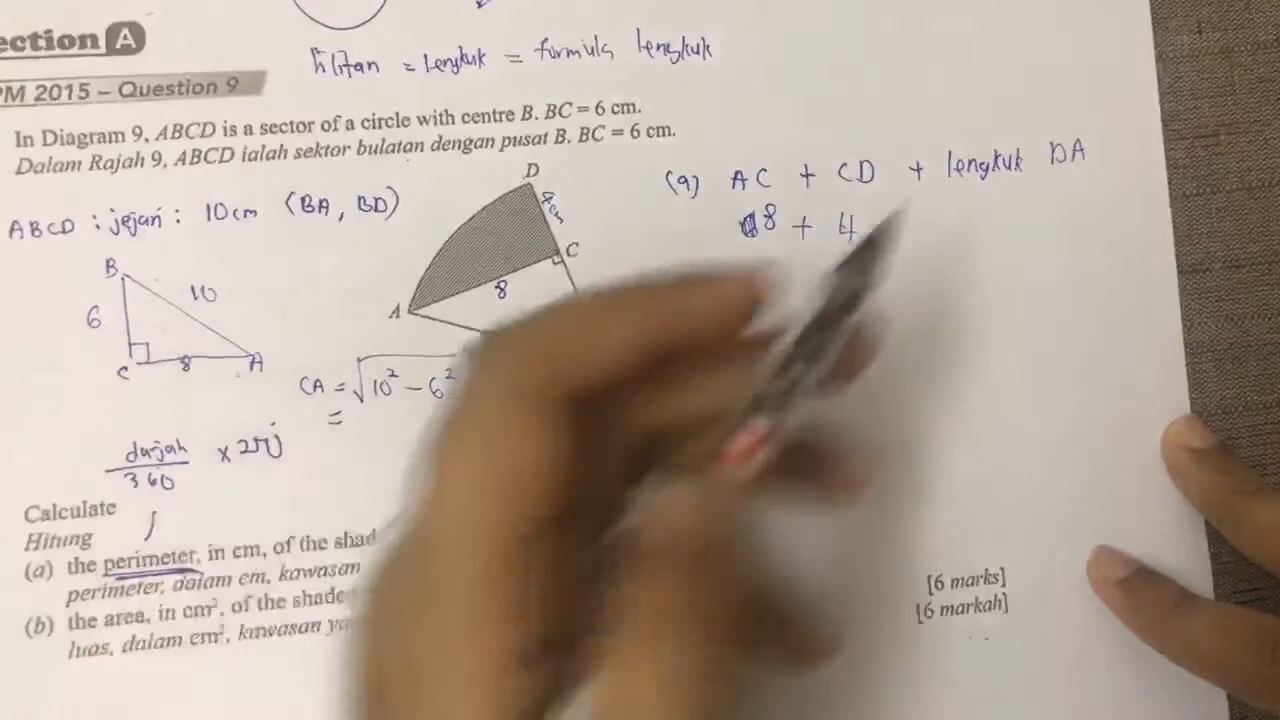 ection A
lilitan = lengkuk = formula lengkuk
PM 2015 – Question 9
In Diagram 9, ABCD is a sector of a circle with centre B. BC = 6 cm.
Dalam Rajah 9, ABCD ialah sektor bulatan dengan pusat B. BC = 6 cm.
ABCD : jejari : 10cm (BA, BD)
D
4cm
C
8
A
B
10
6
C
8
A
CA = √10² − 6²
=
darjah × 2πj
360
(a) AC + CD + lengkuk DA
8 + 4
Calculate
Hitung
(a) the perimeter, in cm, of the shad
perimeter, dalam cm, kawasan
(b) the area, in cm², of the shade
luas, dalam cm², kawasan ya
[6 marks]
[6 markah]